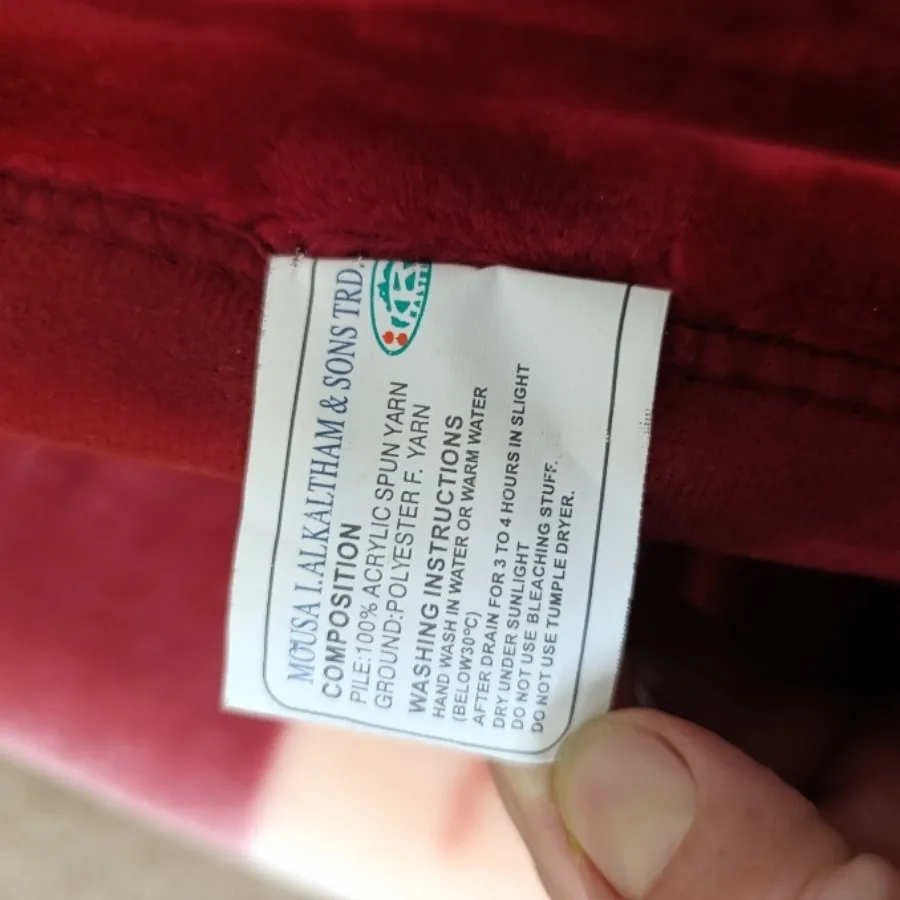 MOUSA I. ALKALTHAM & SONS TRD.
COMPOSITION
PILE:100% ACRYLIC SPUN YARN
GROUND:POLYESTER F. YARN
WASHING INSTRUCTIONS
HAND WASH IN WATER OR WARM WATER
(BELOW30°C)
AFTER DRAIN FOR 3 TO 4 HOURS IN SLIGHT
DRY UNDER SUNLIGHT
DO NOT USE BLEACHING STUFF.
DO NOT USE TUMPLE DRYER.